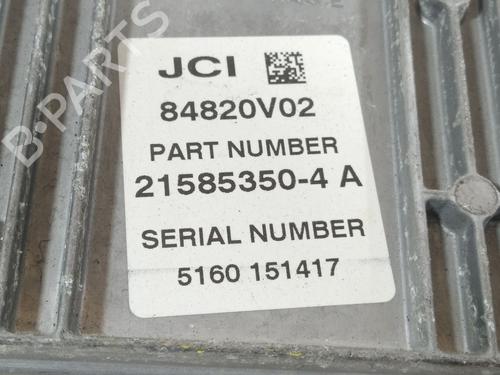 B-PARTS
JCI
84820V02
PART NUMBER
21585350-4 A
SERIAL NUMBER
5160 151417